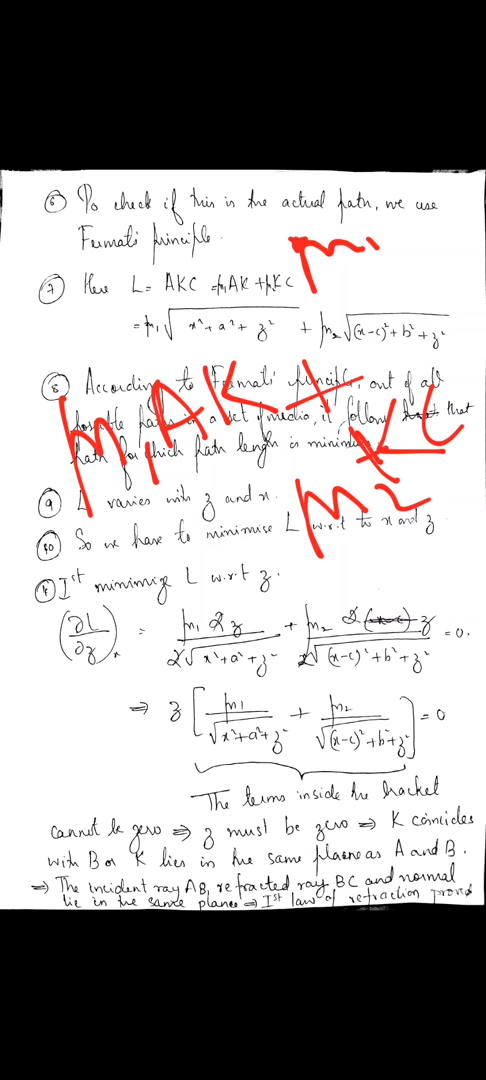 ⑥ To check if this is the actual path, we use
Fermat's principle.
⑦ Here L = AKC = μ₁AK + μ₂KC
= μ₁√(x² + a² + z²) + μ₂√((x-c)² + b² + z²)
⑧ According to Fermat's principle, out of all
possible paths in a set of media, it follows that
path for which path length is minimum.
⑨ L varies with z and x.
⑩ So we have to minimise L w.r.t to x and z
⑪ Ist minimize L w.r.t z.
(∂L/∂z)ₓ = μ₁ 2z / 2√(x² + a² + z²) + μ₂ 2 z / 2√((x-c)² + b² + z²) = 0.
⇒ z [ μ₁/√(x² + a² + z²) + μ₂/√((x-c)² + b² + z²) ] = 0
The terms inside the bracket
cannot be zero ⇒ z must be zero ⇒ K coincides
with B or K lies in the same plane as A and B.
⇒ The incident ray AB, refracted ray BC and normal
lie in the same plane ⇒ Ist law of refraction proved
μ₁
μ₁AK +
μ2
KC